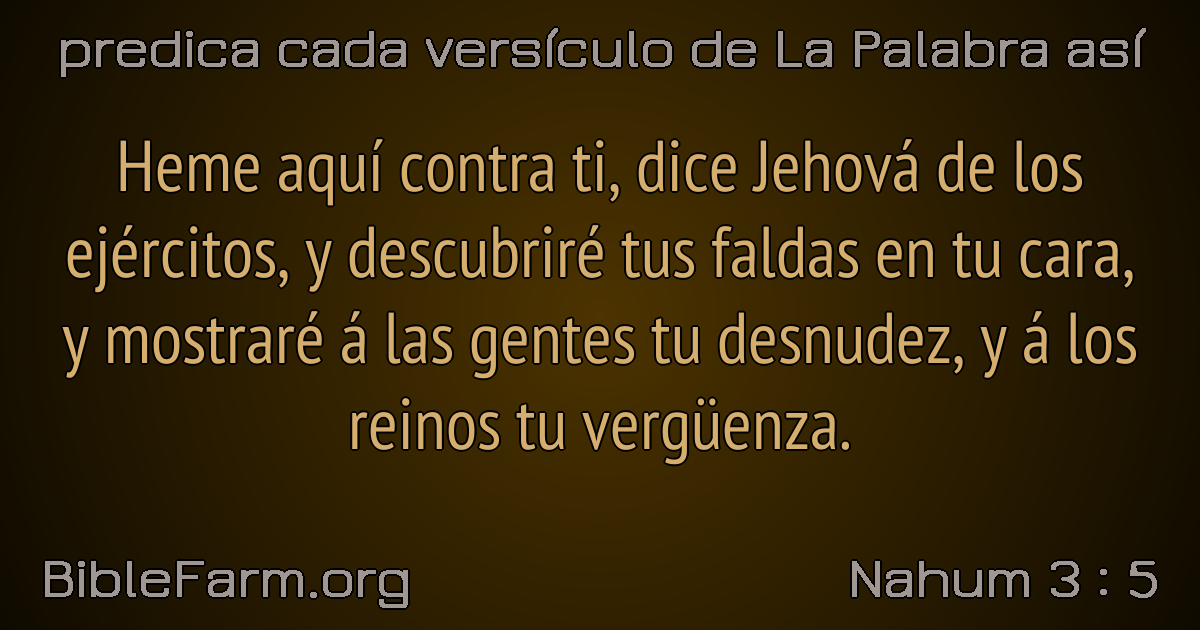 predica cada versículo de La Palabra así
Heme aquí contra ti, dice Jehová de los
ejércitos, y descubriré tus faldas en tu cara,
y mostraré á las gentes tu desnudez, y á los
reinos tu vergüenza.
BibleFarm.org
Nahum 3 : 5